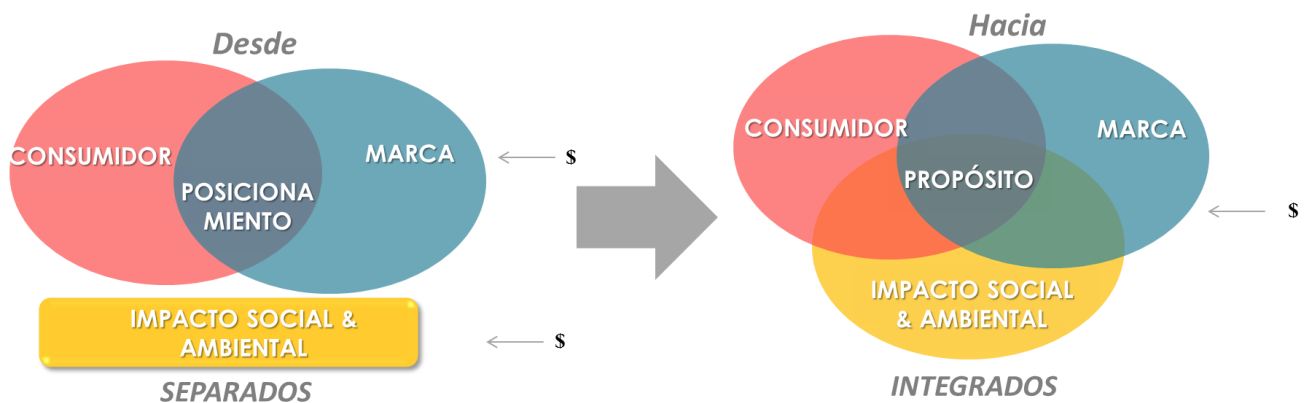 Desde
CONSUMIDOR
MARCA
$
POSICIONA
MIENTO
IMPACTO SOCIAL &
AMBIENTAL
$
SEPARADOS
Hacia
CONSUMIDOR
MARCA
PROPÓSITO
$
IMPACTO SOCIAL
& AMBIENTAL
INTEGRADOS